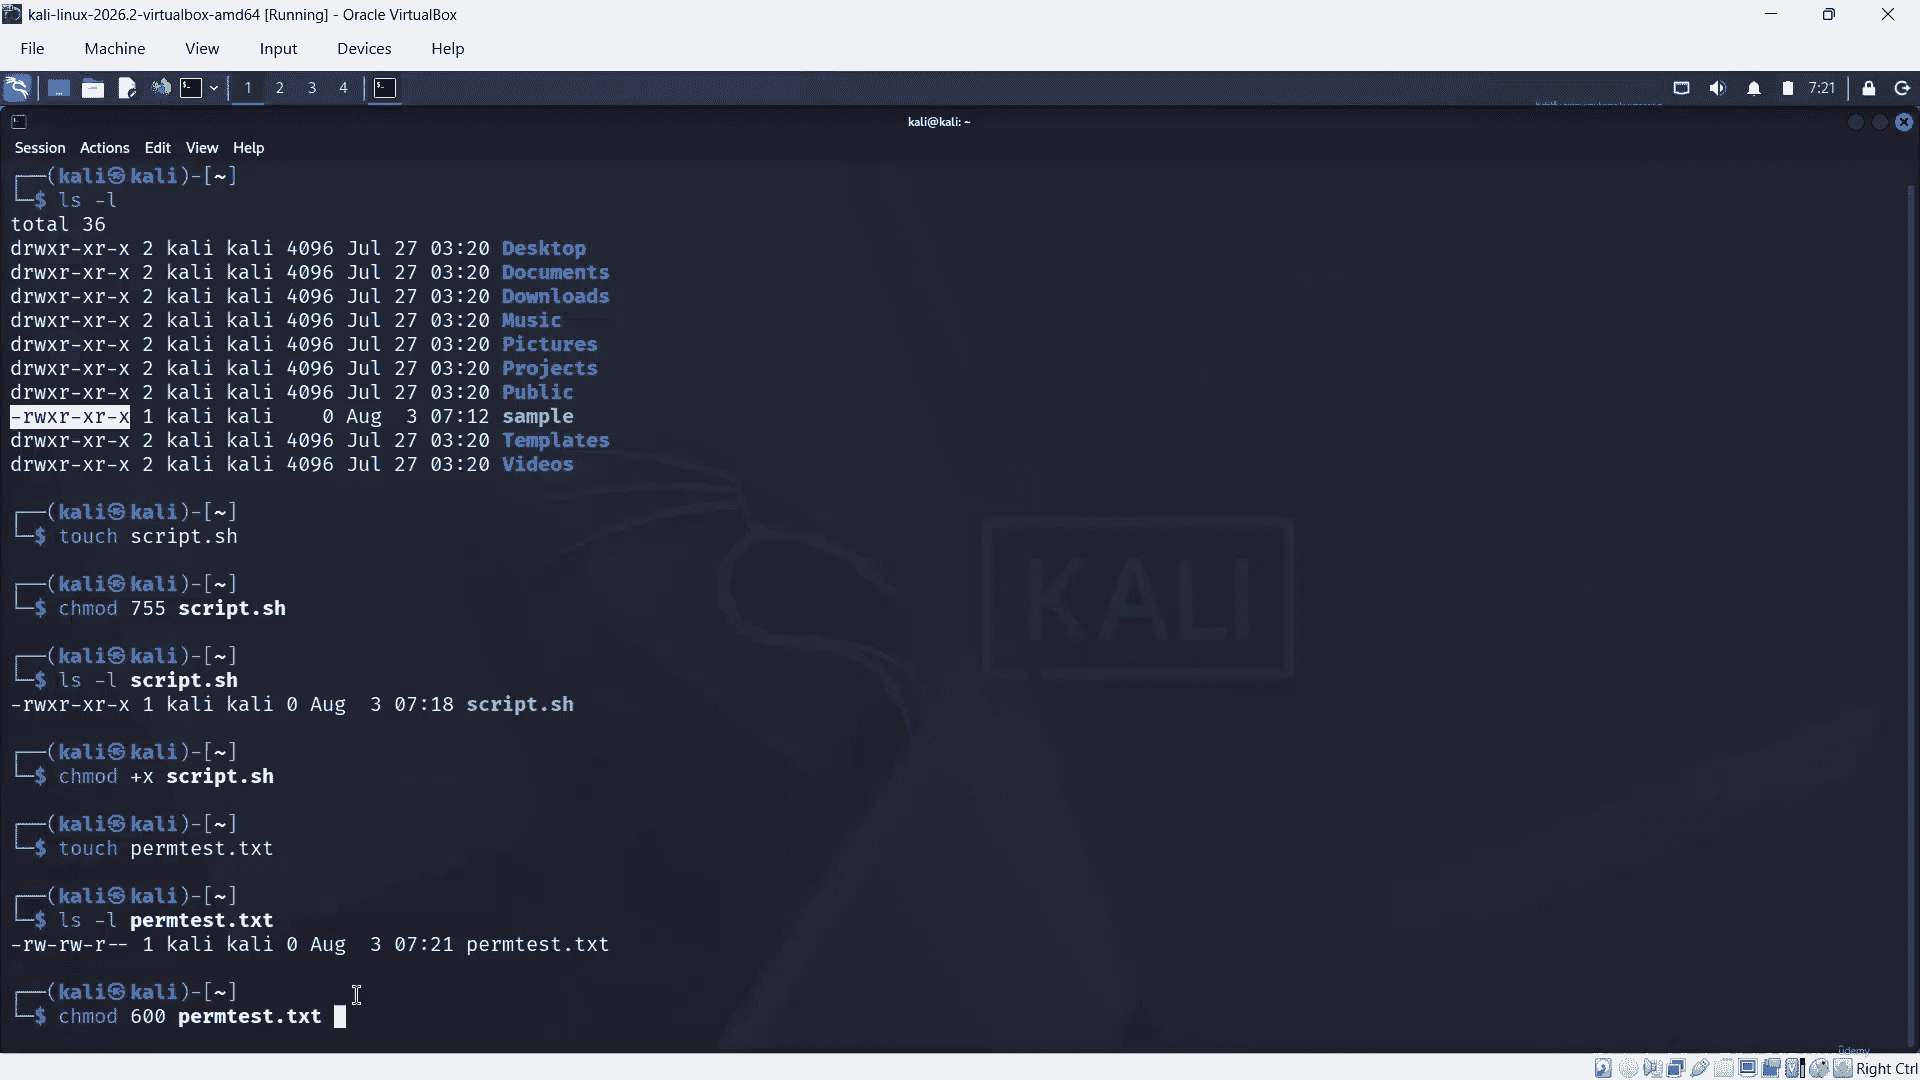 kali-linux-2026.2-virtualbox-amd64 [Running] - Oracle VirtualBox
File Machine View Input Devices Help
1 2 3 4 7:21
kali@kali: ~
Session Actions Edit View Help
┌──(kali㉿kali)-[~]
└─$ ls -l
total 36
drwxr-xr-x 2 kali kali 4096 Jul 27 03:20 Desktop
drwxr-xr-x 2 kali kali 4096 Jul 27 03:20 Documents
drwxr-xr-x 2 kali kali 4096 Jul 27 03:20 Downloads
drwxr-xr-x 2 kali kali 4096 Jul 27 03:20 Music
drwxr-xr-x 2 kali kali 4096 Jul 27 03:20 Pictures
drwxr-xr-x 2 kali kali 4096 Jul 27 03:20 Projects
drwxr-xr-x 2 kali kali 4096 Jul 27 03:20 Public
-rwxr-xr-x 1 kali kali    0 Aug  3 07:12 sample
drwxr-xr-x 2 kali kali 4096 Jul 27 03:20 Templates
drwxr-xr-x 2 kali kali 4096 Jul 27 03:20 Videos
┌──(kali㉿kali)-[~]
└─$ touch script.sh
┌──(kali㉿kali)-[~]
└─$ chmod 755 script.sh
┌──(kali㉿kali)-[~]
└─$ ls -l script.sh
-rwxr-xr-x 1 kali kali 0 Aug  3 07:18 script.sh
┌──(kali㉿kali)-[~]
└─$ chmod +x script.sh
┌──(kali㉿kali)-[~]
└─$ touch permtest.txt
┌──(kali㉿kali)-[~]
└─$ ls -l permtest.txt
-rw-rw-r-- 1 kali kali 0 Aug  3 07:21 permtest.txt
┌──(kali㉿kali)-[~]
└─$ chmod 600 permtest.txt
KALI
udemy
Right Ctrl